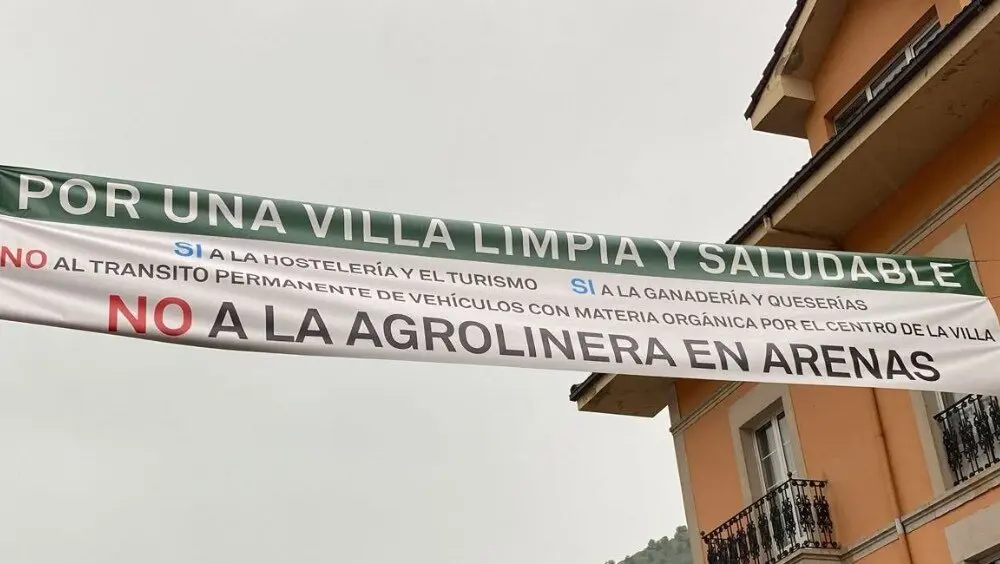 POR UNA VILLA LIMPIA Y SALUDABLE
SI A LA HOSTELERÍA Y EL TURISMO SI A LA GANADERÍA Y QUESERÍAS
NO AL TRANSITO PERMANENTE DE VEHÍCULOS CON MATERIA ORGÁNICA POR EL CENTRO DE LA VILLA
NO A LA AGROLINERA EN ARENAS